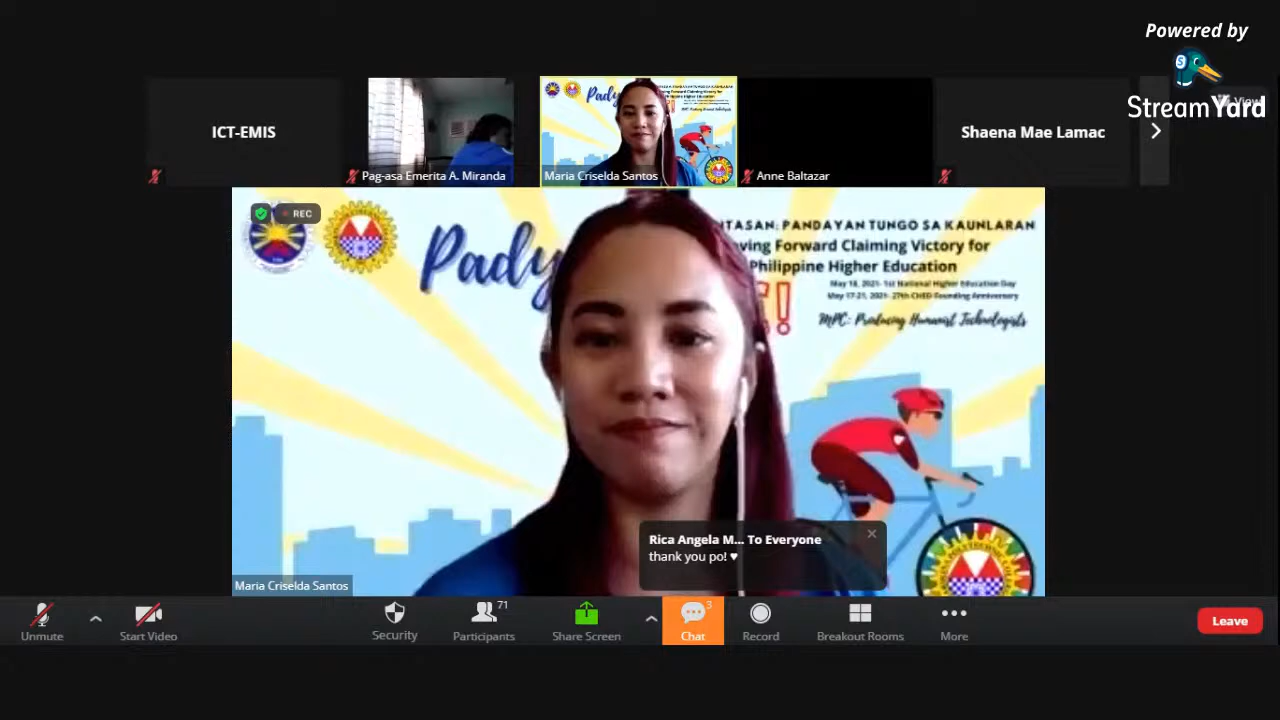 Powered by
StreamYard
ICT-EMIS
Pag-asa Emerita A. Miranda
Maria Criselda Santos
Anne Baltazar
Shaena Mae Lamac
View
REC
Pady
NTASAN: PANDAYAN TUNGO SA KAUNLARAN
ving Forward Claiming Victory for
Philippine Higher Education
May 18, 2021- 1st National Higher Education Day
May 17-21, 2021- 27th CHED Founding Anniversary
MPC: Producing Humanist Technologists
Rica Angela M... To Everyone
thank you po! ♥
Maria Criselda Santos
Unmute
Start Video
Security
71
Participants
Share Screen
3
Chat
Record
Breakout Rooms
More
Leave